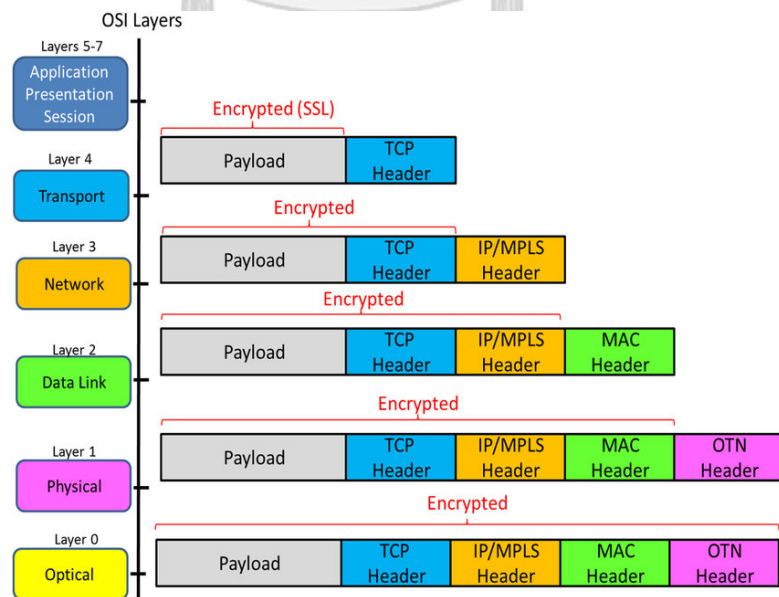 OSI Layers
Layers 5-7
Application
Presentation
Session
Encrypted (SSL)
Payload
TCP
Header
Layer 4
Transport
Encrypted
Payload
TCP
Header
IP/MPLS
Header
Layer 3
Network
Encrypted
Payload
TCP
Header
IP/MPLS
Header
MAC
Header
Layer 2
Data Link
Encrypted
Payload
TCP
Header
IP/MPLS
Header
MAC
Header
OTN
Header
Layer 1
Physical
Encrypted
Payload
TCP
Header
IP/MPLS
Header
MAC
Header
OTN
Header
Layer 0
Optical